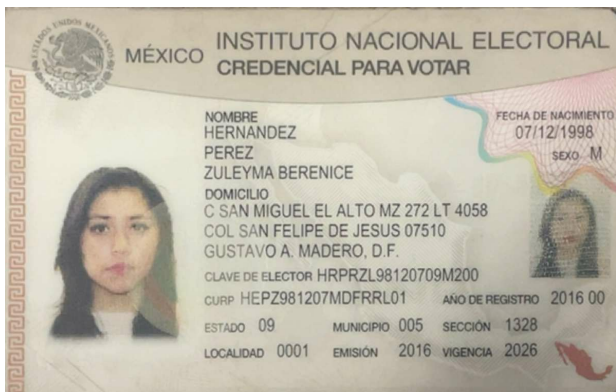 ESTADOS UNIDOS MEXICANOS
MÉXICO INSTITUTO NACIONAL ELECTORAL
CREDENCIAL PARA VOTAR
NOMBRE
HERNANDEZ
PEREZ
ZULEYMA BERENICE
FECHA DE NACIMIENTO
07/12/1998
SEXO M
DOMICILIO
C SAN MIGUEL EL ALTO MZ 272 LT 4058
COL SAN FELIPE DE JESUS 07510
GUSTAVO A. MADERO, D.F.
CLAVE DE ELECTOR HRPRZL98120709M200
CURP HEPZ981207MDFRRL01 AÑO DE REGISTRO 2016 00
ESTADO 09 MUNICIPIO 005 SECCIÓN 1328
LOCALIDAD 0001 EMISIÓN 2016 VIGENCIA 2026